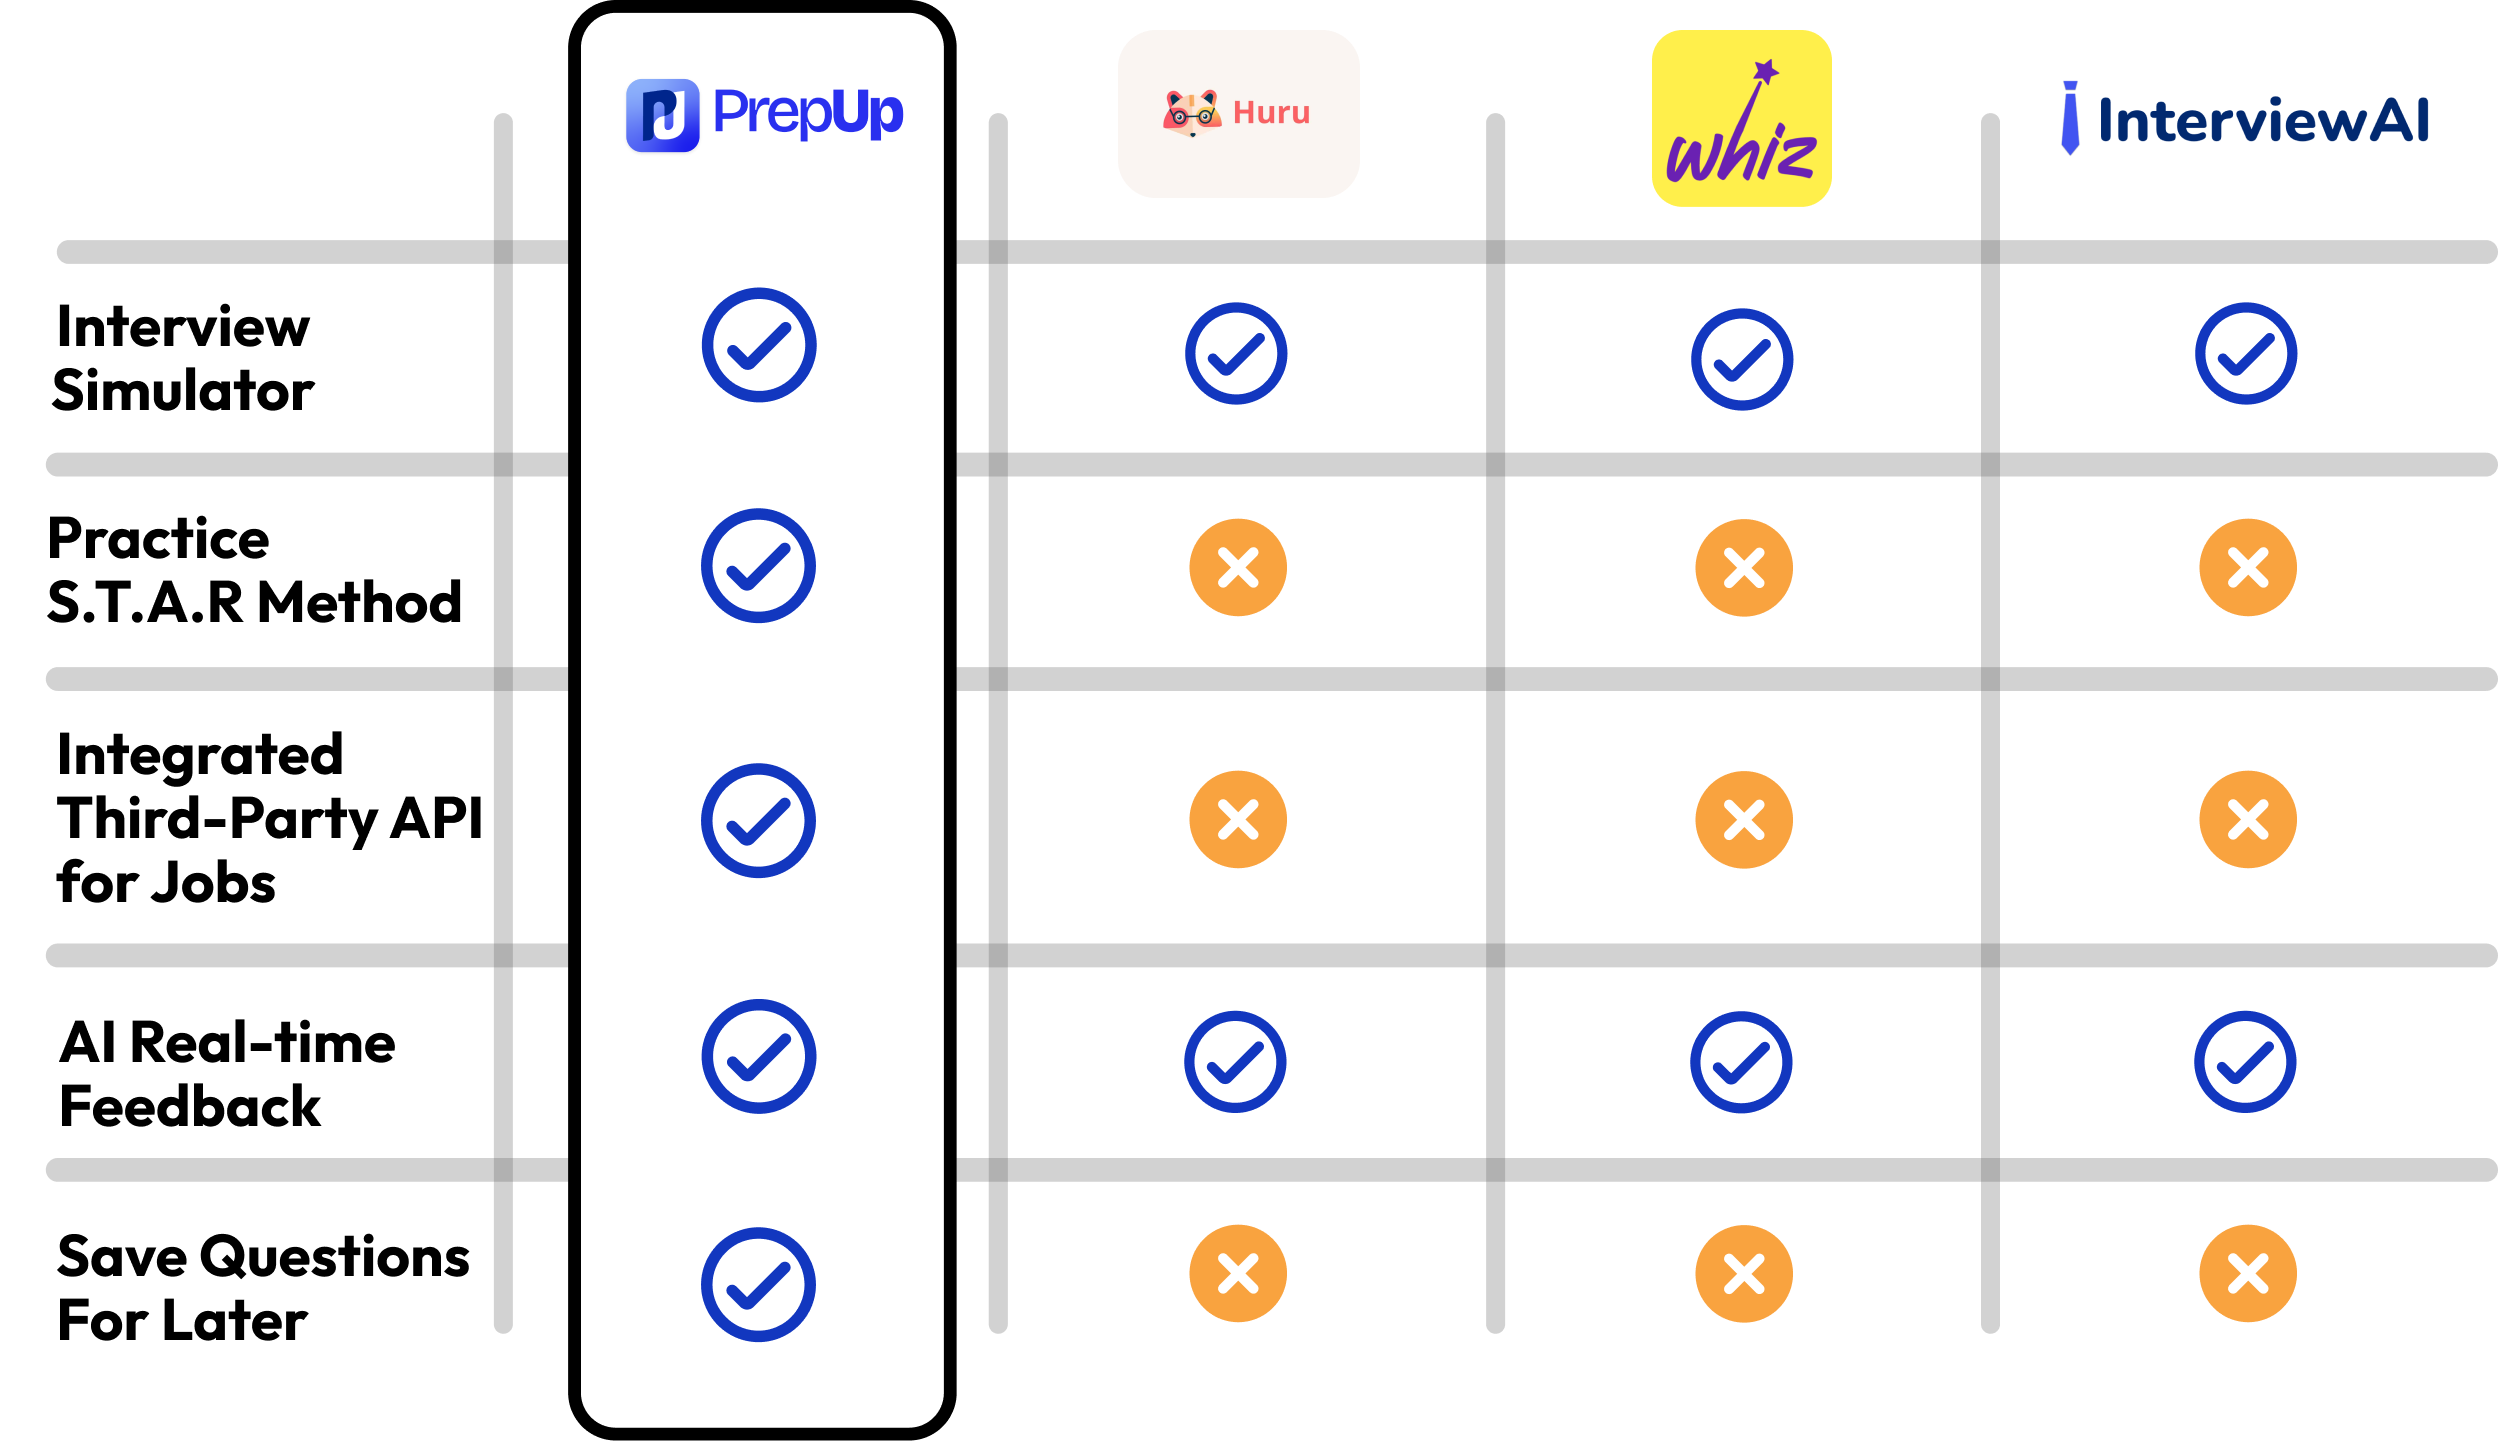 PrepUp
Huru
whiz
InterviewAI
Interview
Simulator
Practice
S.T.A.R Method
Integrated
Third-Party API
for Jobs
AI Real-time
Feedback
Save Questions
For Later